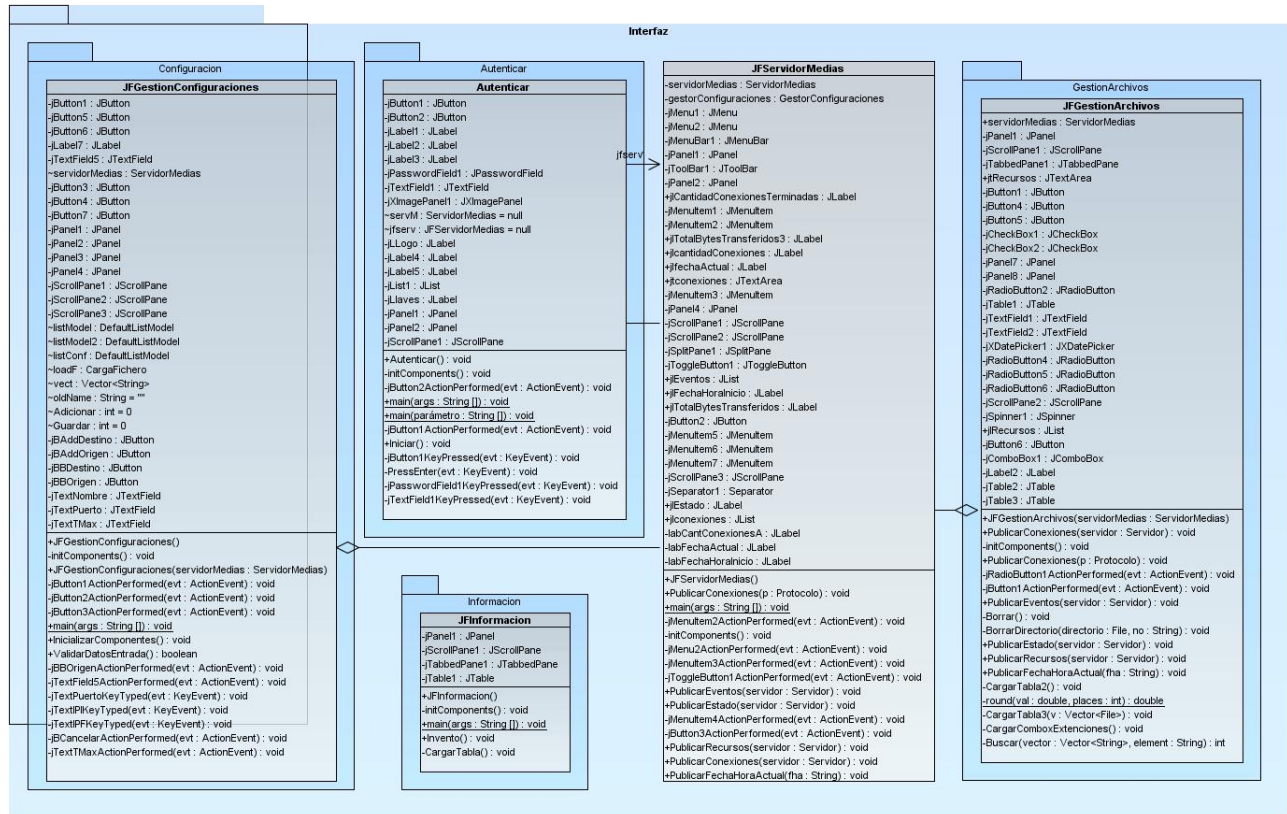 Interfaz
Configuracion
JFGestionConfiguraciones
-jButton1 : JButton
-jButton5 : JButton
-jButton6 : JButton
-jLabel7 : JLabel
-jTextField5 : JTextField
~servidorMedias : ServidorMedias
-jButton3 : JButton
-jButton4 : JButton
-jButton7 : JButton
-jPanel1 : JPanel
-jPanel2 : JPanel
-jPanel3 : JPanel
-jPanel4 : JPanel
-jScrollPane1 : JScrollPane
-jScrollPane2 : JScrollPane
-jScrollPane3 : JScrollPane
~listModel : DefaultListModel
~listModel2 : DefaultListModel
~listConf : DefaultListModel
~loadF : CargaFichero
~vect : Vector<String>
~oldName : String = ""
~Adicionar : int = 0
~Guardar : int = 0
-jBAddDestino : JButton
-jBAddOrigen : JButton
-jBBDestino : JButton
-jBBOrigen : JButton
-jTextNombre : JTextField
-jTextPuerto : JTextField
-jTextTMax : JTextField
+JFGestionConfiguraciones()
-initComponents() : void
+JFGestionConfiguraciones(servidorMedias : ServidorMedias)
-jButton1ActionPerformed(evt : ActionEvent) : void
-jButton2ActionPerformed(evt : ActionEvent) : void
-jButton3ActionPerformed(evt : ActionEvent) : void
+main(args : String []) : void
+InicializarComponentes() : void
+ValidarDatosEntrada() : boolean
-jBBOrigenActionPerformed(evt : ActionEvent) : void
-jTextField5ActionPerformed(evt : ActionEvent) : void
-jTextPuertoKeyTyped(evt : KeyEvent) : void
-jTextIPIKeyTyped(evt : KeyEvent) : void
-jTextIPFKeyTyped(evt : KeyEvent) : void
-jBCancelarActionPerformed(evt : ActionEvent) : void
-jTextTMaxActionPerformed(evt : ActionEvent) : void
Autenticar
Autenticar
-jButton1 : JButton
-jButton2 : JButton
-jLabel1 : JLabel
-jLabel2 : JLabel
-jLabel3 : JLabel
-jPasswordField1 : JPasswordField
-jTextField1 : JTextField
-jXImagePanel1 : JXImagePanel
~servM : ServidorMedias = null
~jfserv : JFServidorMedias = null
-jLLogo : JLabel
-jLabel4 : JLabel
-jLabel5 : JLabel
-jList1 : JList
-jLlaves : JLabel
-jPanel1 : JPanel
-jPanel2 : JPanel
-jScrollPane1 : JScrollPane
+Autenticar() : void
-initComponents() : void
-jButton2ActionPerformed(evt : ActionEvent) : void
+main(args : String []) : void
+main(parámetro : String []) : void
-jButton1ActionPerformed(evt : ActionEvent) : void
+Iniciar() : void
-jButton1KeyPressed(evt : KeyEvent) : void
-PressEnter(evt : KeyEvent) : void
-jPasswordField1KeyPressed(evt : KeyEvent) : void
-jTextField1KeyPressed(evt : KeyEvent) : void
jfserv
Informacion
JFInformacion
-jPanel1 : JPanel
-jScrollPane1 : JScrollPane
-jTabbedPane1 : JTabbedPane
-jTable1 : JTable
+JFInformacion()
-initComponents() : void
+main(args : String []) : void
+Invento() : void
-CargarTabla() : void
JFServidorMedias
-servidorMedias : ServidorMedias
-gestorConfiguraciones : GestorConfiguraciones
-jMenu1 : JMenu
-jMenu2 : JMenu
-jMenuBar1 : JMenuBar
-jPanel1 : JPanel
-jToolBar1 : JToolBar
-jPanel2 : JPanel
+jlCantidadConexionesTerminadas : JLabel
-jMenuItem1 : JMenuItem
-jMenuItem2 : JMenuItem
+jlTotalBytesTransferidos3 : JLabel
+jlcantidadConexiones : JLabel
+jlfechaActual : JLabel
+jtconexiones : JTextArea
-jMenuItem3 : JMenuItem
-jPanel4 : JPanel
-jScrollPane1 : JScrollPane
-jScrollPane2 : JScrollPane
-jSplitPane1 : JSplitPane
-jToggleButton1 : JToggleButton
+jlEventos : JList
+jlFechaHoraInicio : JLabel
+jlTotalBytesTransferidos : JLabel
-jButton2 : JButton
-jMenuItem5 : JMenuItem
-jMenuItem6 : JMenuItem
-jMenuItem7 : JMenuItem
-jScrollPane3 : JScrollPane
-jSeparator1 : Separator
+jlEstado : JLabel
+jlconexiones : JList
-labCantConexionesA : JLabel
-labFechaActual : JLabel
-labFechaHoraInicio : JLabel
+JFServidorMedias()
+PublicarConexiones(p : Protocolo) : void
+main(args : String []) : void
-jMenuItem2ActionPerformed(evt : ActionEvent) : void
-initComponents() : void
-jMenu2ActionPerformed(evt : ActionEvent) : void
-jMenuItem3ActionPerformed(evt : ActionEvent) : void
-jToggleButton1ActionPerformed(evt : ActionEvent) : void
+PublicarEventos(servidor : Servidor) : void
+PublicarEstado(servidor : Servidor) : void
-jMenuItem4ActionPerformed(evt : ActionEvent) : void
-jButton3ActionPerformed(evt : ActionEvent) : void
+PublicarRecursos(servidor : Servidor) : void
+PublicarConexiones(servidor : Servidor) : void
+PublicarFechaHoraActual(fha : String) : void
GestionArchivos
JFGestionArchivos
+servidorMedias : ServidorMedias
-jPanel1 : JPanel
-jScrollPane1 : JScrollPane
-jTabbedPane1 : JTabbedPane
+jtRecursos : JTextArea
-jButton1 : JButton
-jButton4 : JButton
-jButton5 : JButton
-jCheckBox1 : JCheckBox
-jCheckBox2 : JCheckBox
-jPanel7 : JPanel
-jPanel8 : JPanel
-jRadioButton2 : JRadioButton
-jTable1 : JTable
-jTextField1 : JTextField
-jTextField2 : JTextField
-jXDatePicker1 : JXDatePicker
-jRadioButton4 : JRadioButton
-jRadioButton5 : JRadioButton
-jRadioButton6 : JRadioButton
-jScrollPane2 : JScrollPane
-jSpinner1 : JSpinner
+jlRecursos : JList
-jButton6 : JButton
-jComboBox1 : JComboBox
-jLabel2 : JLabel
-jTable2 : JTable
-jTable3 : JTable
+JFGestionArchivos(servidorMedias : ServidorMedias)
+PublicarConexiones(servidor : Servidor) : void
-initComponents() : void
+PublicarConexiones(p : Protocolo) : void
-jRadioButton1ActionPerformed(evt : ActionEvent) : void
-jButton1ActionPerformed(evt : ActionEvent) : void
+PublicarEventos(servidor : Servidor) : void
-Borrar() : void
-BorrarDirectorio(directorio : File, no : String) : void
+PublicarEstado(servidor : Servidor) : void
+PublicarRecursos(servidor : Servidor) : void
+PublicarFechaHoraActual(fha : String) : void
-CargarTabla2() : void
-round(val : double, places : int) : double
-CargarTabla3(v : Vector<File>) : void
-CargarComboxExtenciones() : void
-Buscar(vector : Vector<String>, element : String) : int